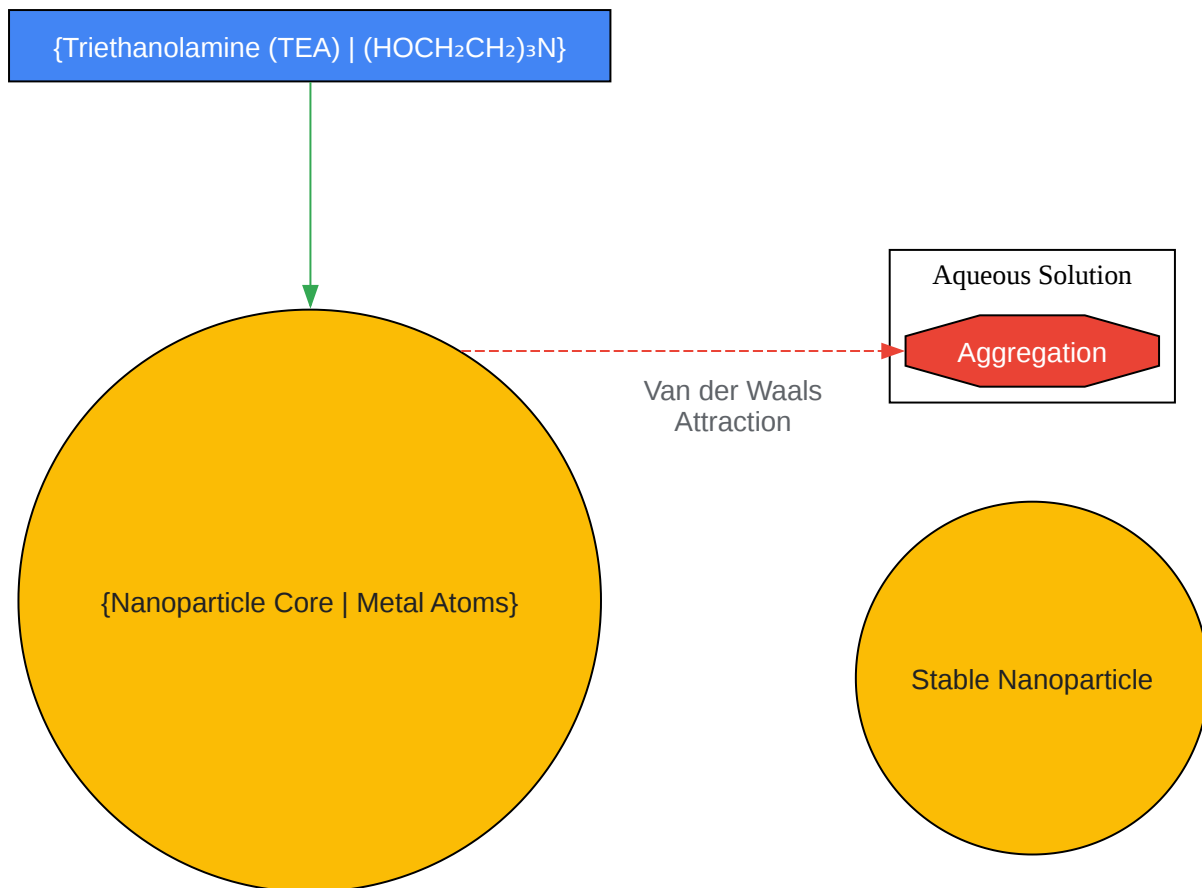 {Triethanolamine (TEA) | (HOCH₂CH₂)₃N}
Aqueous Solution
Aggregation
Van der Waals
Attraction
{Nanoparticle Core | Metal Atoms}
Stable Nanoparticle